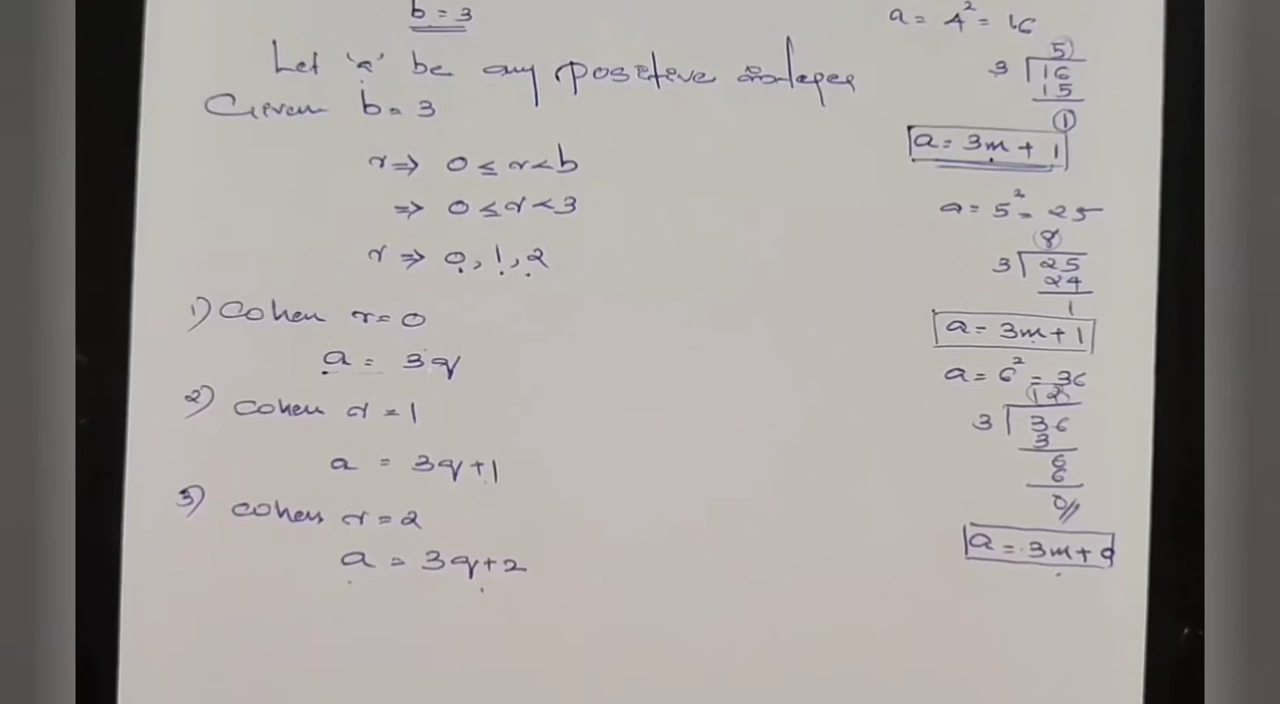 b = 3
Let 'a' be any positive integer
Given b = 3
r ⇒ 0 ≤ r < b
⇒ 0 ≤ r < 3
r ⇒ 0, 1, 2
1) when r = 0
a = 3q
2) when r = 1
a = 3q + 1
3) when r = 2
a = 3q + 2
a = 4² = 16
5
3 16
15
1
a = 3m + 1
a = 5² = 25
8
3 25
24
1
a = 3m + 1
a = 6² = 36
12
3 36
3
6
6
0//
a = 3m + 0